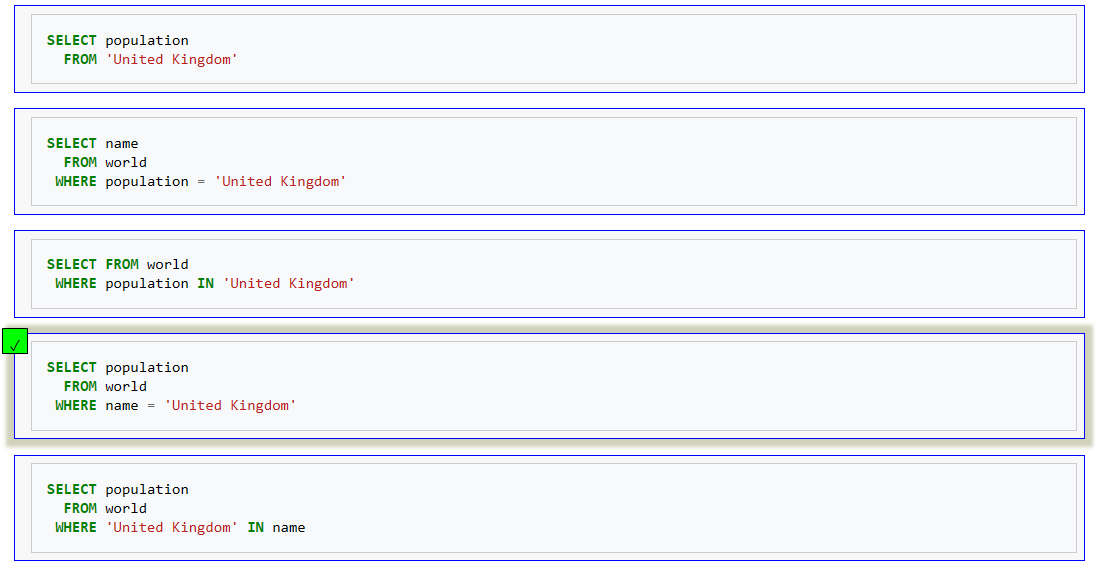 SELECT population
FROM 'United Kingdom'
SELECT name
FROM world
WHERE population = 'United Kingdom'
SELECT FROM world
WHERE population IN 'United Kingdom'
✓
SELECT population
FROM world
WHERE name = 'United Kingdom'
SELECT population
FROM world
WHERE 'United Kingdom' IN name